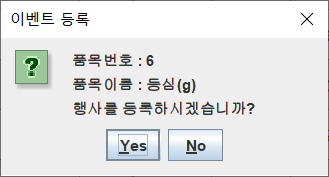 이벤트 등록
품목번호 : 6
품목이름 : 등심(g)
행사를 등록하시겠습니까?
Yes No